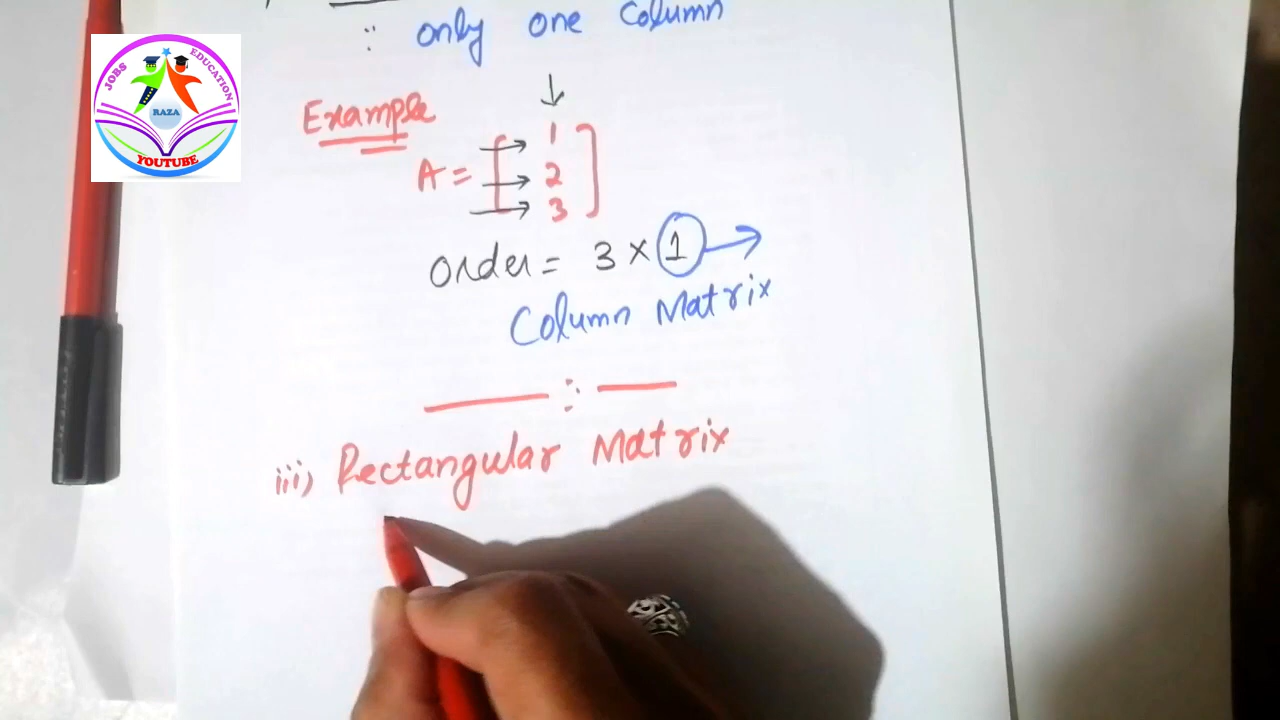 ∵ only one Column
JOBS EDUCATION
RAZA
YOUTUBE
Example
↓
A = [ → 1
→ 2
→ 3 ]
order = 3 × 1 →
Column Matrix
—— ∵ ——
iii) Rectangular Matrix